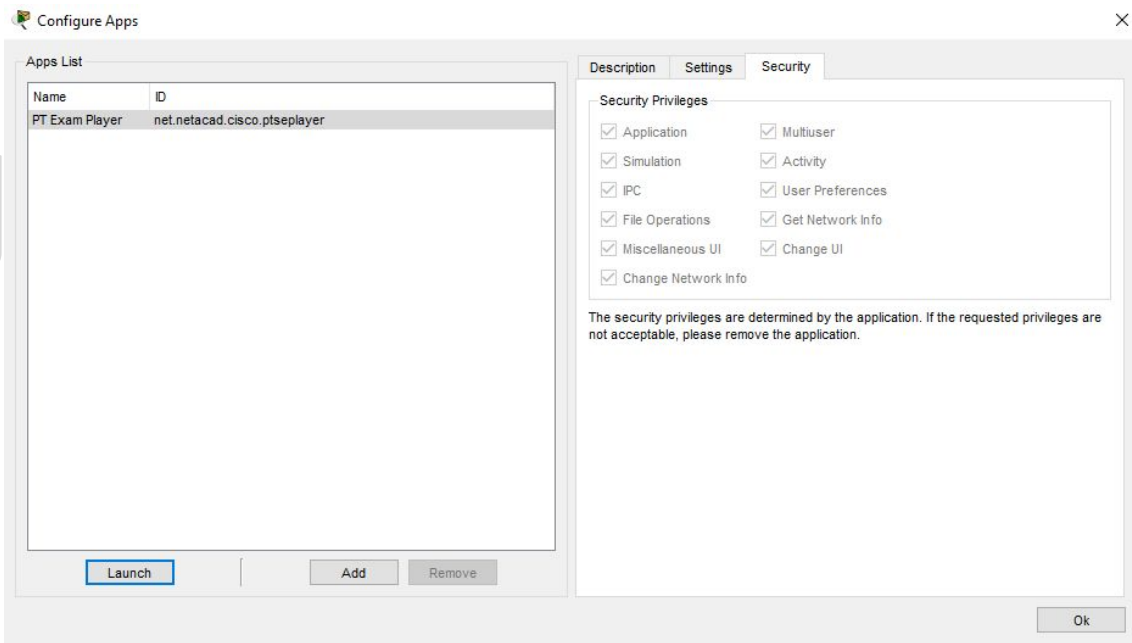 Configure Apps
Apps List
Name ID
PT Exam Player net.netacad.cisco.ptseplayer
Launch Add Remove
Description Settings Security
Security Privileges
Application Multiuser
Simulation Activity
IPC User Preferences
File Operations Get Network Info
Miscellaneous UI Change UI
Change Network Info
The security privileges are determined by the application. If the requested privileges are
not acceptable, please remove the application.
Ok